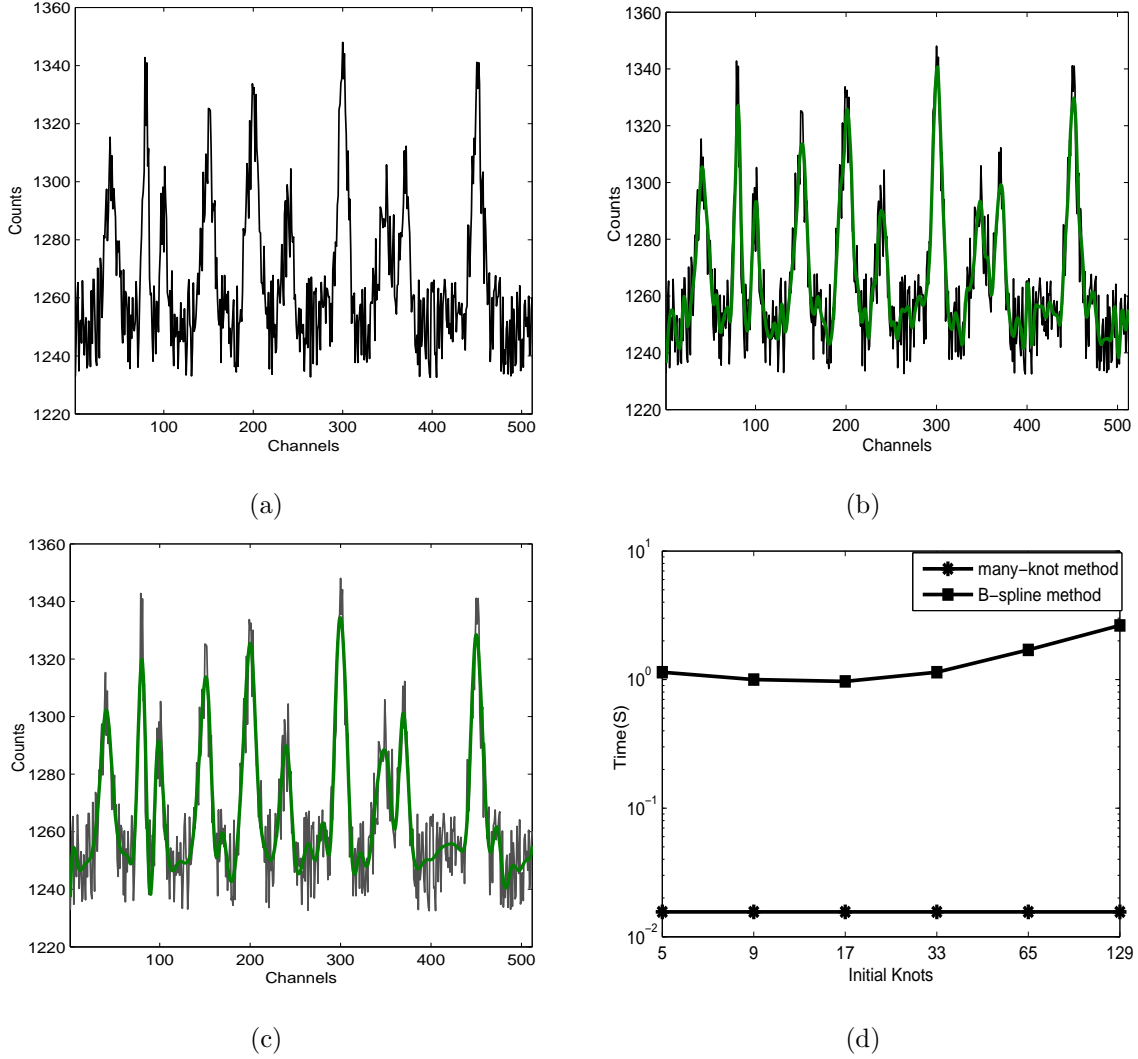 1360
1340
1320
1300
1280
1260
1240
1220
Counts
100 200 300 400 500
Channels
(a)
1360
1340
1320
1300
1280
1260
1240
1220
Counts
100 200 300 400 500
Channels
(b)
1360
1340
1320
1300
1280
1260
1240
1220
Counts
100 200 300 400 500
Channels
(c)
10^1
10^0
10^−1
10^−2
Time(S)
many−knot method
B−spline method
5 9 17 33 65 129
Initial Knots
(d)